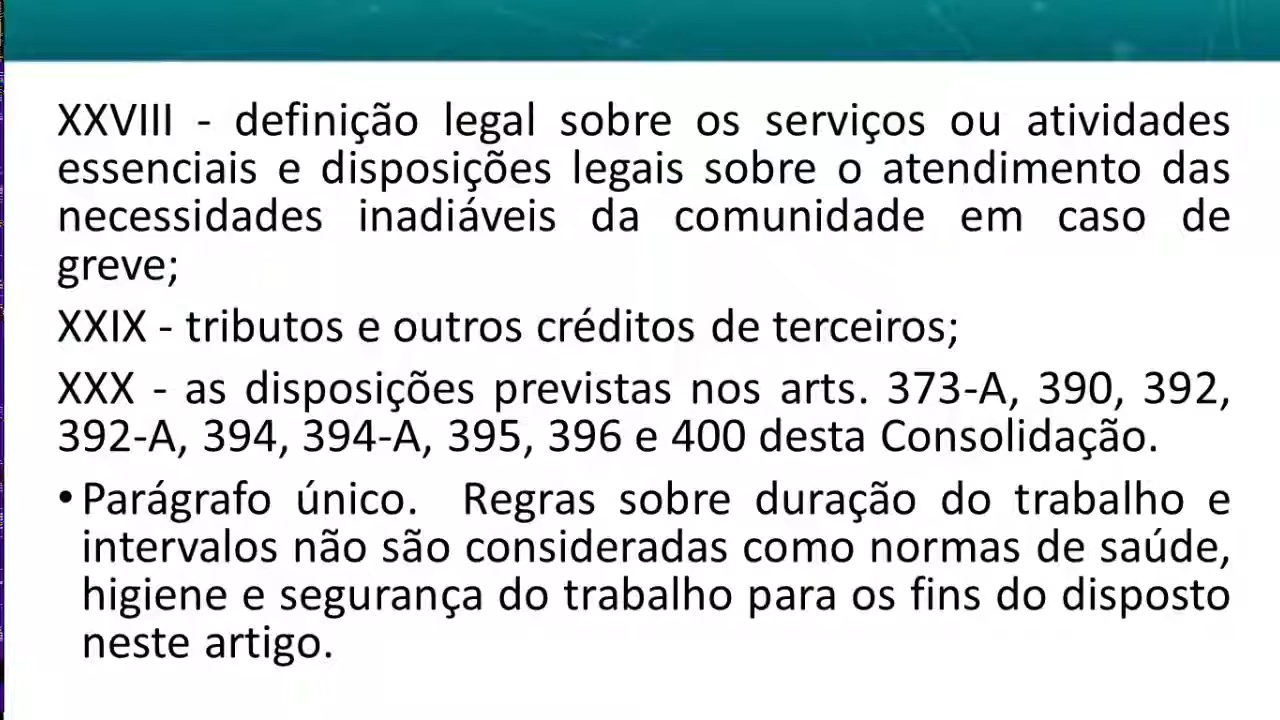 XXVIII - definição legal sobre os serviços ou atividades
essenciais e disposições legais sobre o atendimento das
necessidades inadiáveis da comunidade em caso de
greve;
XXIX - tributos e outros créditos de terceiros;
XXX - as disposições previstas nos arts. 373-A, 390, 392,
392-A, 394, 394-A, 395, 396 e 400 desta Consolidação.
• Parágrafo único. Regras sobre duração do trabalho e
intervalos não são consideradas como normas de saúde,
higiene e segurança do trabalho para os fins do disposto
neste artigo.